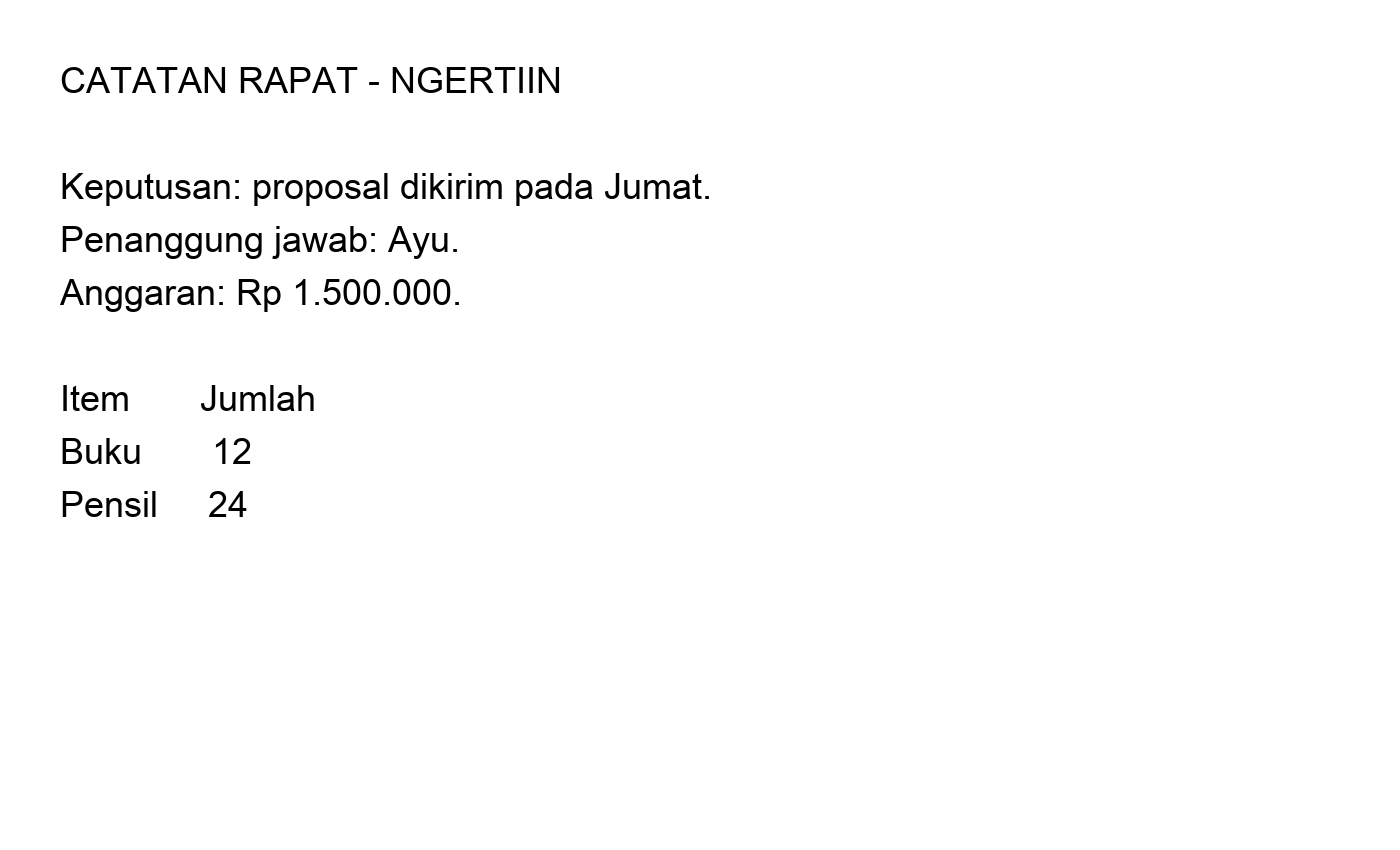 CATATAN RAPAT - NGERTIIN
Keputusan: proposal dikirim pada Jumat.
Penanggung jawab: Ayu.
Anggaran: Rp 1.500.000.
Item Jumlah
Buku 12
Pensil 24